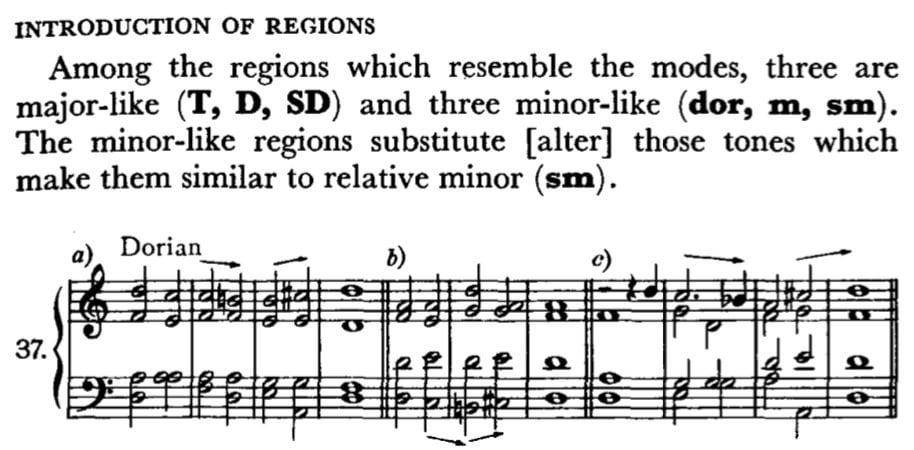 INTRODUCTION OF REGIONS
Among the regions which resemble the modes, three are
major-like (T, D, SD) and three minor-like (dor, m, sm).
The minor-like regions substitute [alter] those tones which
make them similar to relative minor (sm).
a) Dorian b) c)
37.